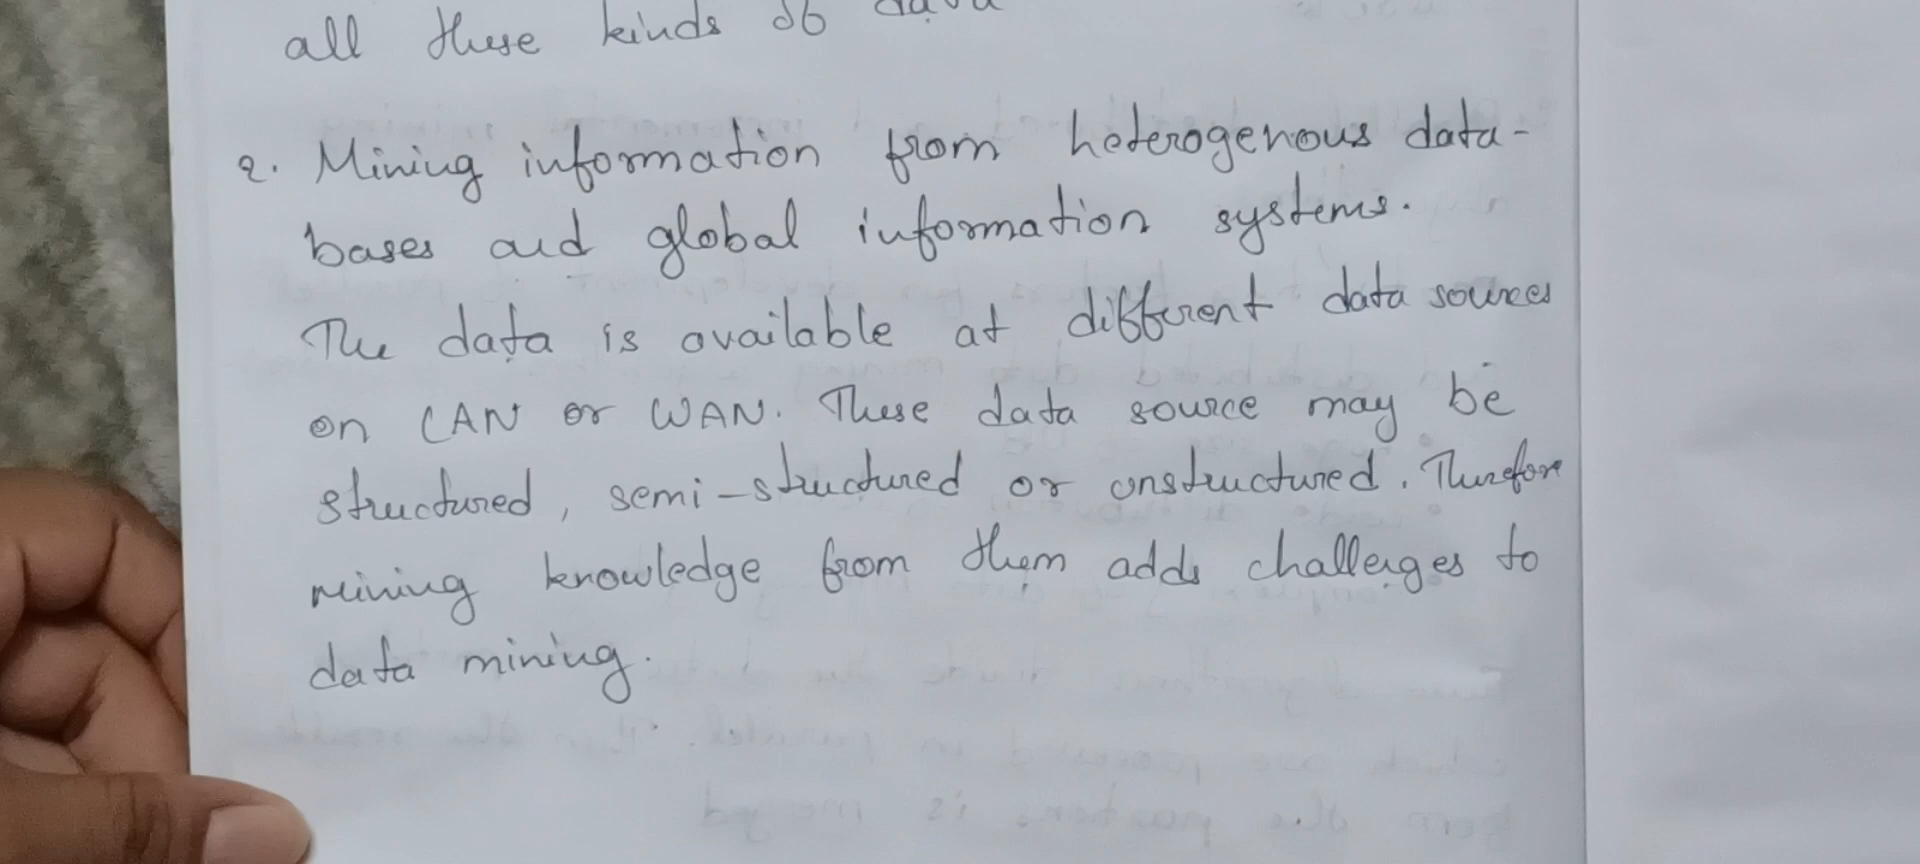 all these kinds of data
2. Mining information from heterogenous data-
bases and global information systems.
The data is available at different data sources
on LAN or WAN. These data source may be
structured, semi-structured or unstructured. Therefore
mining knowledge from them adds challenges to
data mining.